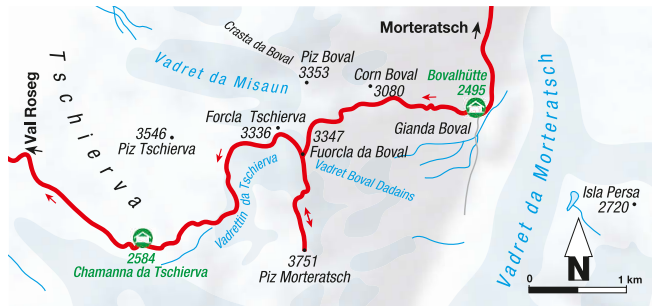 Morteratsch
Crasta da Boval
Piz Boval
3353
Corn Boval
3080
Bovalhütte
2495
Vadret da Misaun
Tschierva
Val Roseg
Forcla Tschierva
3336
3347
Fuorcla da Boval
Gianda Boval
3546
Piz Tschierva
Vadrettin da Tschierva
Vadret Boval Dadains
Vadret da Morteratsch
Isla Persa
2720
2584
Chamanna da Tschierva
3751
Piz Morteratsch
N
0 1 km